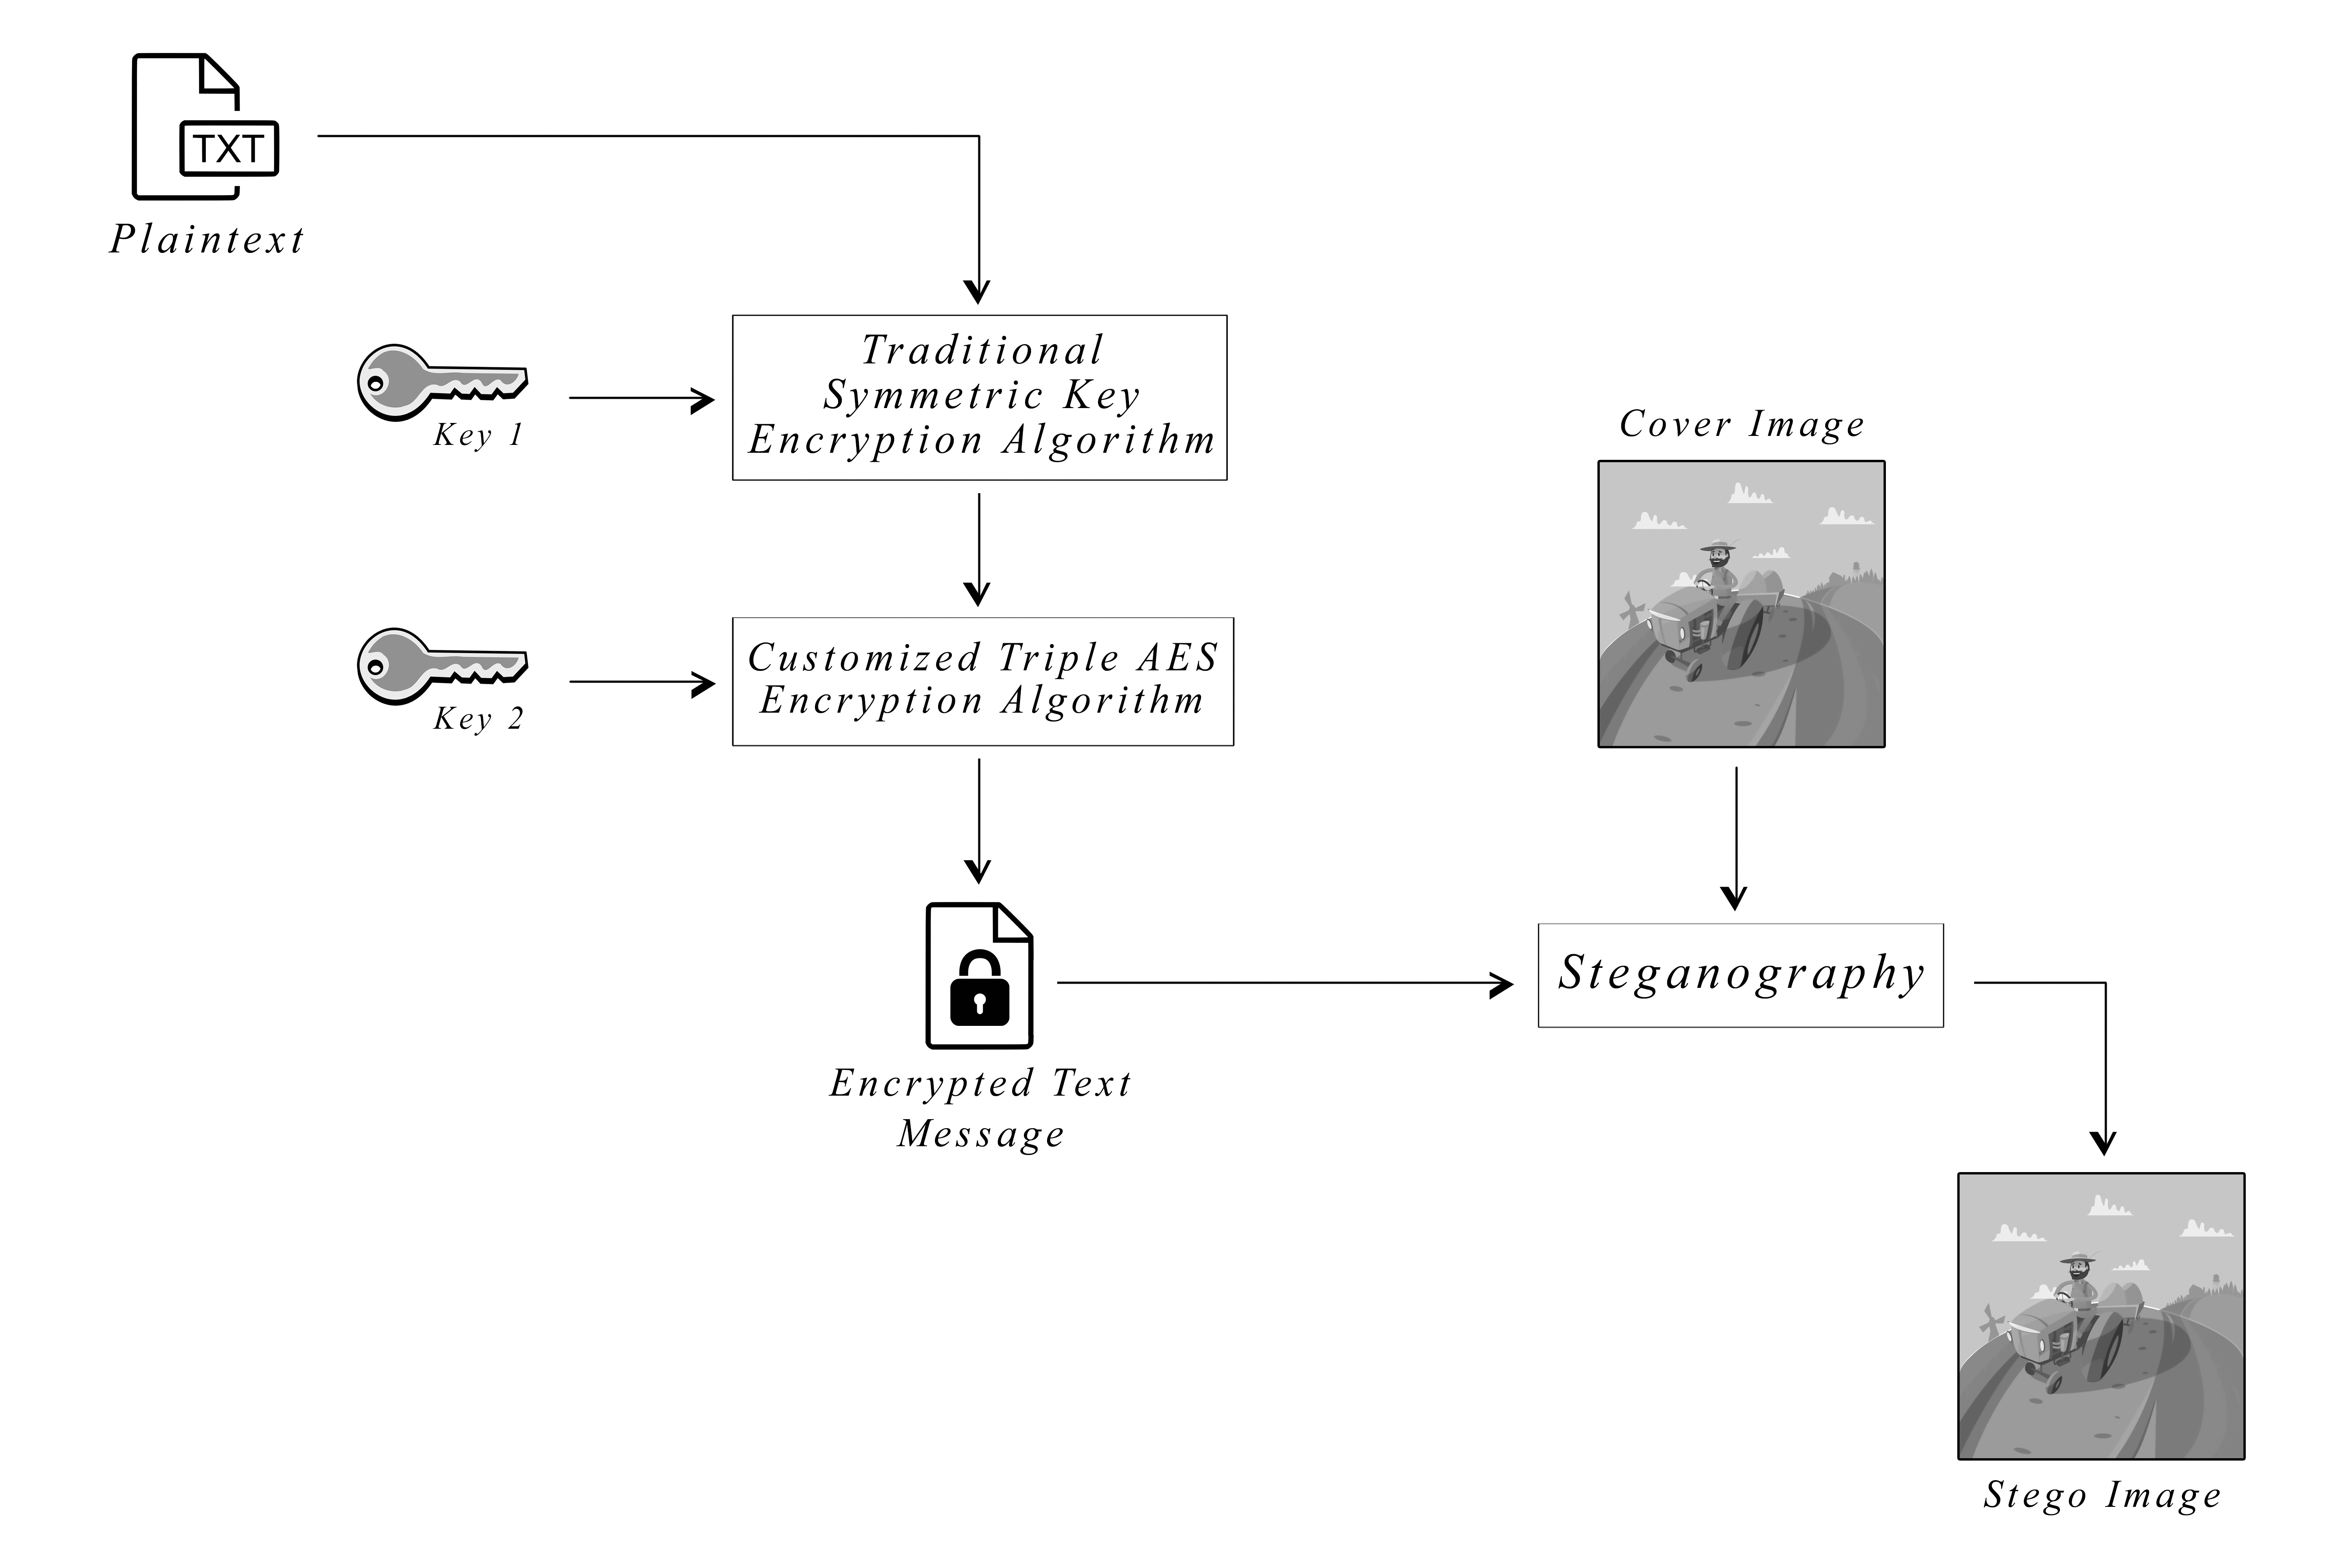 TXT
Plaintext
Traditional
Symmetric Key
Encryption Algorithm
Key 1
Customized Triple AES
Encryption Algorithm
Key 2
Encrypted Text
Message
Cover Image
Steganography
Stego Image